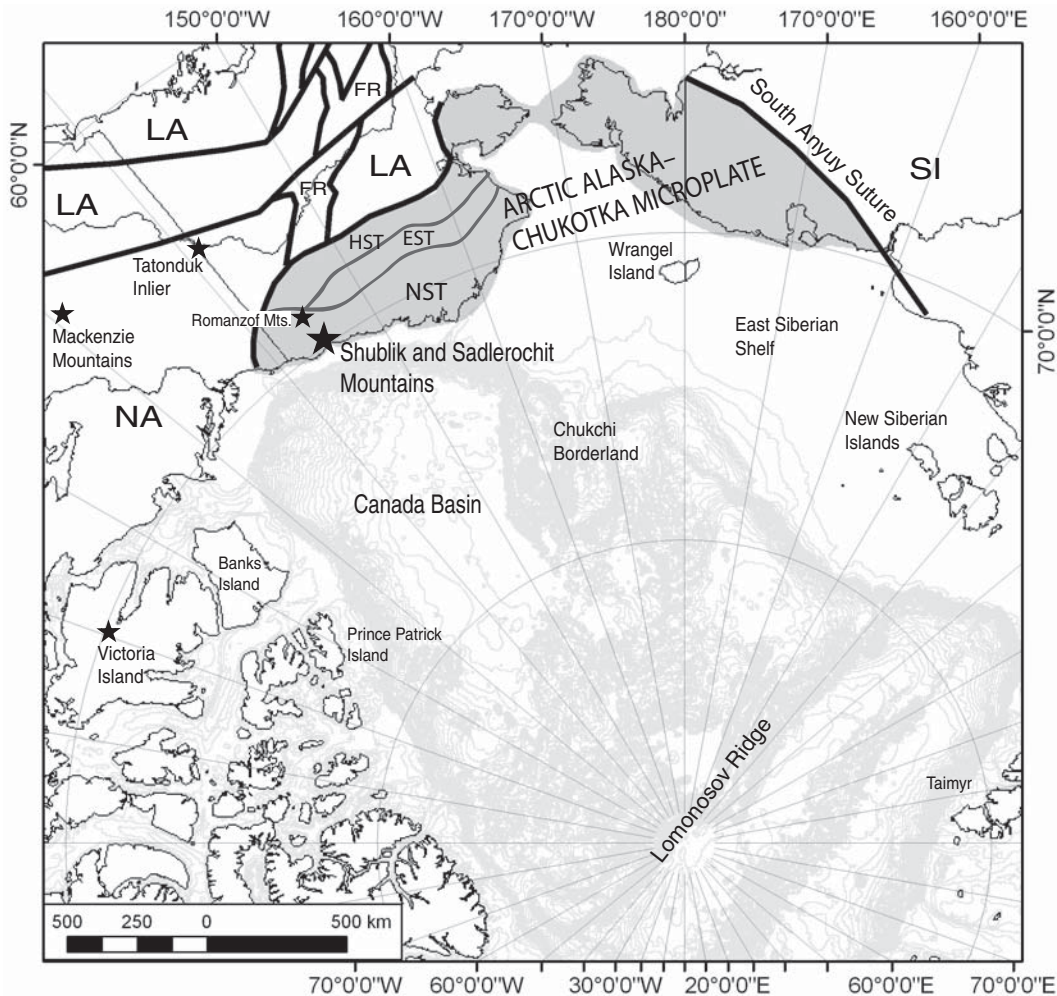 150°0'0"W
160°0'0"W
170°0'0"W
180°0'0"
170°0'0"E
160°0'0"E
60°0'0"N
70°0'0"N
FR
LA
LA
FR
LA
South Anyuy Suture
SI
ARCTIC ALASKA–
CHUKOTKA MICROPLATE
HST
EST
NST
Tatonduk
Inlier
Wrangel
Island
Romanzof Mts.
Mackenzie
Mountains
Shublik and Sadlerochit
Mountains
East Siberian
Shelf
NA
Chukchi
Borderland
New Siberian
Islands
Canada Basin
Banks
Island
Prince Patrick
Island
Victoria
Island
Lomonosov Ridge
Taimyr
500 250 0 500 km
70°0'0"W
60°0'0"W
40°0'0"W
30°0'0"W
20°0'0"E
60°0'0"E
70°0'0"E